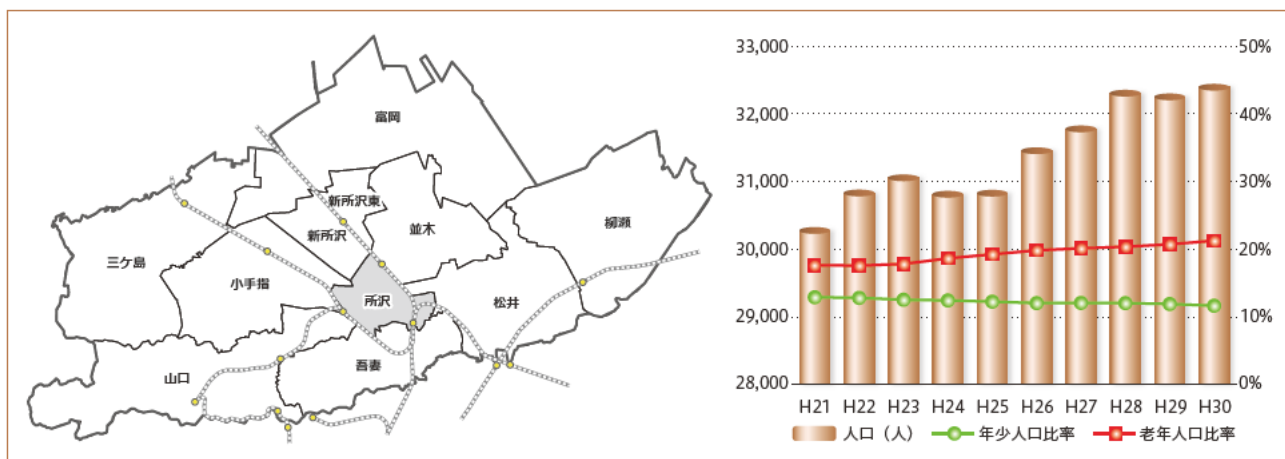 富岡
新所沢東
新所沢
並木
柳瀬
三ケ島
小手指
所沢
松井
吾妻
山口
33,000
32,000
31,000
30,000
29,000
28,000
50%
40%
30%
20%
10%
0%
H21 H22 H23 H24 H25 H26 H27 H28 H29 H30
人口（人） 年少人口比率 老年人口比率